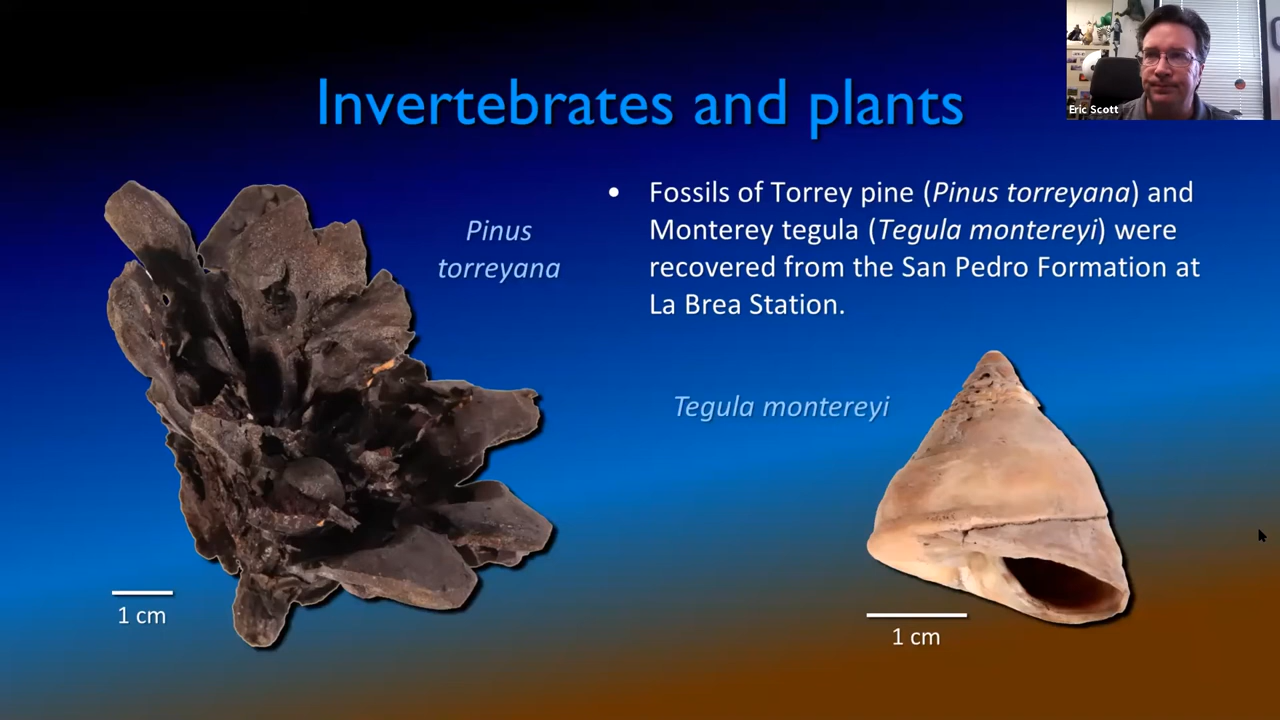 Invertebrates and plants
Eric Scott
Pinus
torreyana
• Fossils of Torrey pine (Pinus torreyana) and
Monterey tegula (Tegula montereyi) were
recovered from the San Pedro Formation at
La Brea Station.
Tegula montereyi
1 cm
1 cm